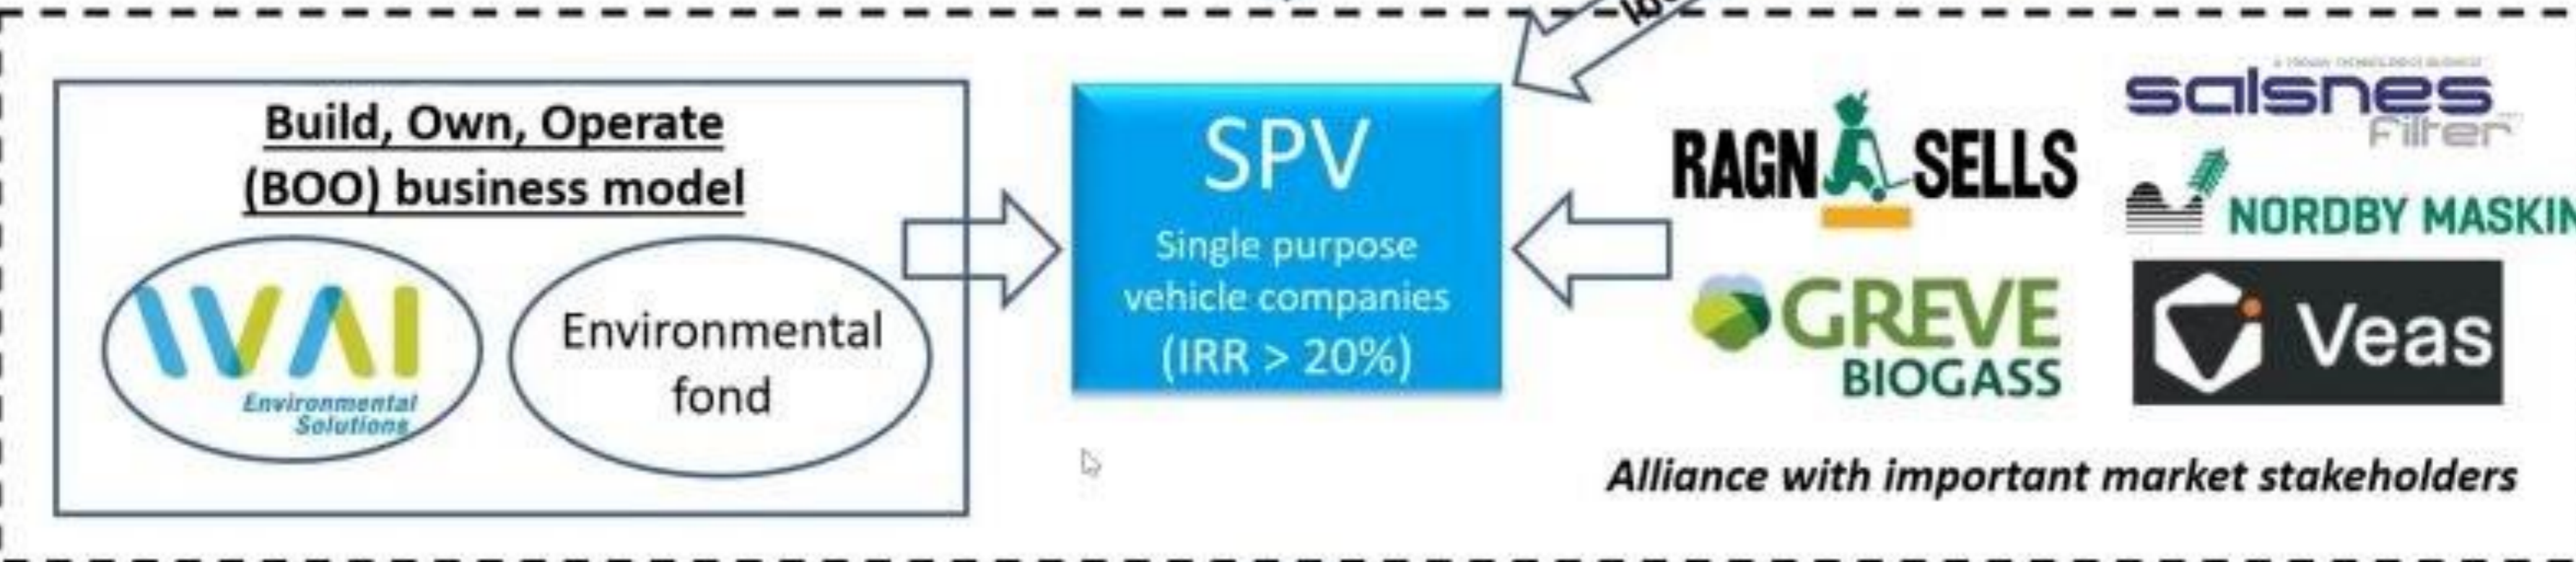 Build, Own, Operate
(BOO) business model
WAI
Environmental
Solutions
Environmental
fond
SPV
Single purpose
vehicle companies
(IRR > 20%)
RAGN SELLS
salsnes
Filter
NORDBY MASKIN
GREVE
BIOGASS
Veas
Alliance with important market stakeholders